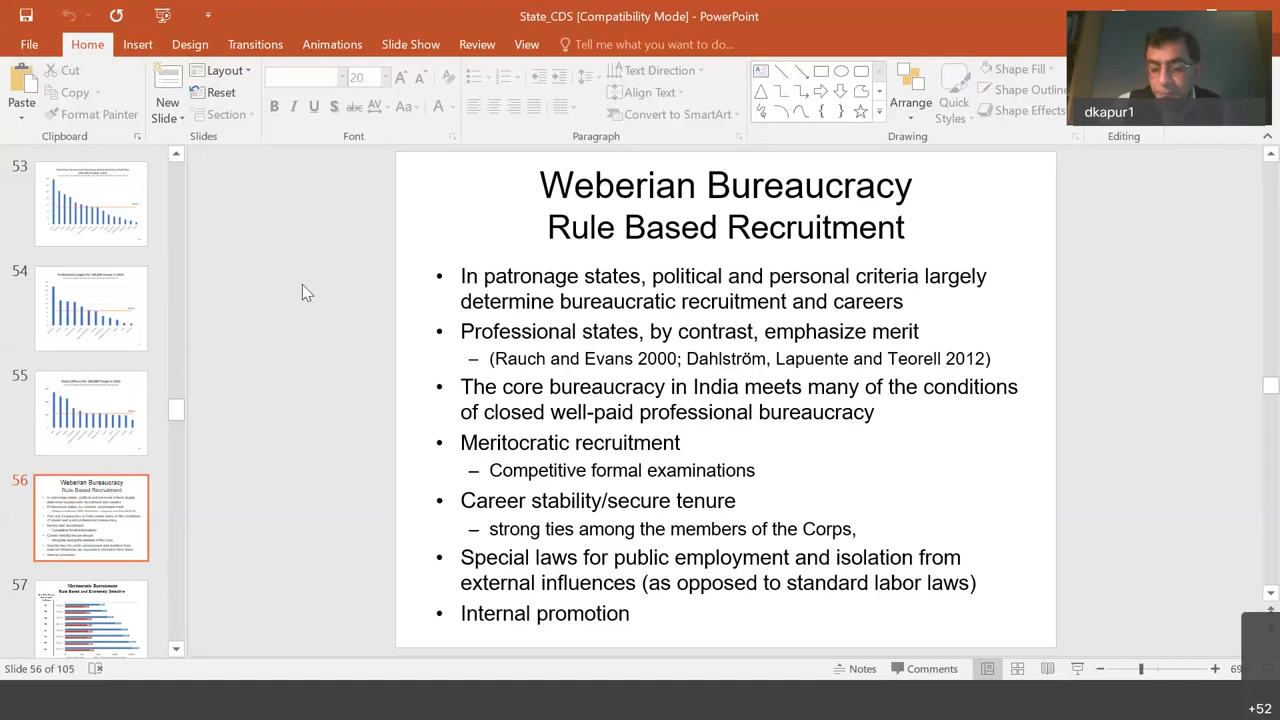 State_CDS [Compatibility Mode] - PowerPoint
File Home Insert Design Transitions Animations Slide Show Review View Tell me what you want to do...
Paste
Cut
Copy
Format Painter
Clipboard
New
Slide
Layout
Reset
Section
Slides
20
Font
Text Direction
Align Text
Convert to SmartArt
Paragraph
Arrange
Quick
Styles
Shape Fill
Shape Outline
Shape Effects
Drawing
Editing
dkapur1
53
54
55
56
Weberian Bureaucracy
Rule Based Recruitment
57
Meritocratic Recruitment
Rule Based and Extremely Selective
Weberian Bureaucracy
Rule Based Recruitment
• In patronage states, political and personal criteria largely
determine bureaucratic recruitment and careers
• Professional states, by contrast, emphasize merit
– (Rauch and Evans 2000; Dahlström, Lapuente and Teorell 2012)
• The core bureaucracy in India meets many of the conditions
of closed well-paid professional bureaucracy
• Meritocratic recruitment
– Competitive formal examinations
• Career stability/secure tenure
– strong ties among the members of the Corps,
• Special laws for public employment and isolation from
external influences (as opposed to standard labor laws)
• Internal promotion
Slide 56 of 105
Notes
Comments
+52